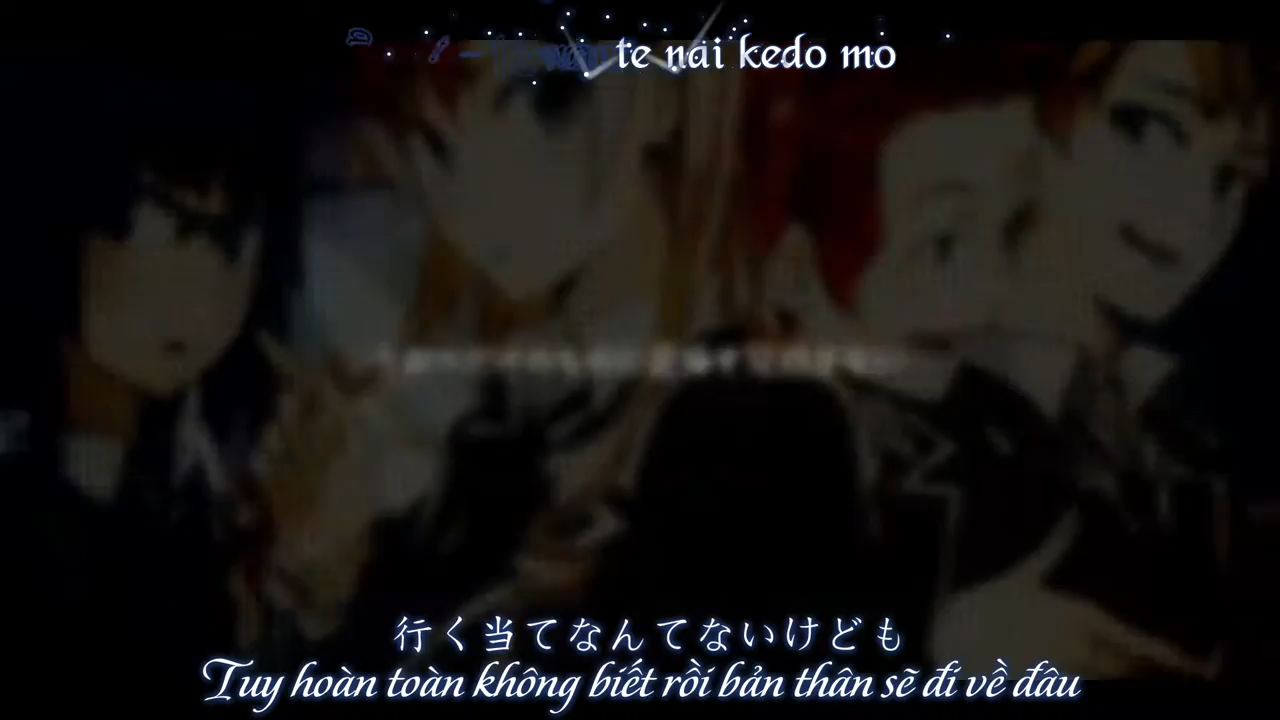 te nai kedo mo
行く当てなんてないけども
Tuy hoàn toàn không biết rồi bản thân sẽ đi về đâu